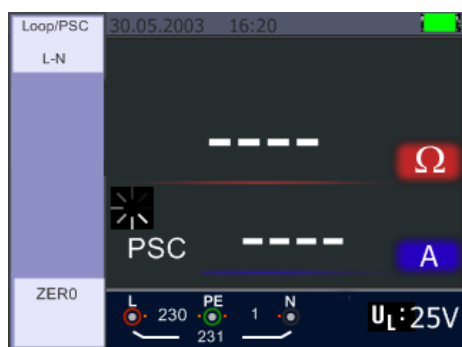 Loop/PSC 30.05.2003 16:20
L-N
---- Ω
PSC ---- A
ZER0
L PE N
230 1
231
UL:25V